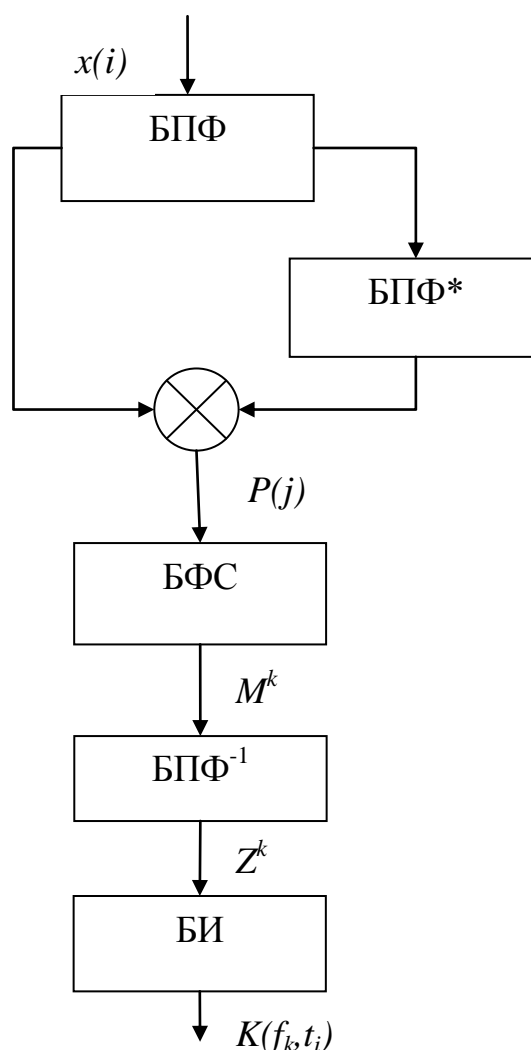 x(i)
БПФ
БПФ*
P(j)
БФС
M^k
БПФ^-1
Z^k
БИ
K(f_k,t_i)